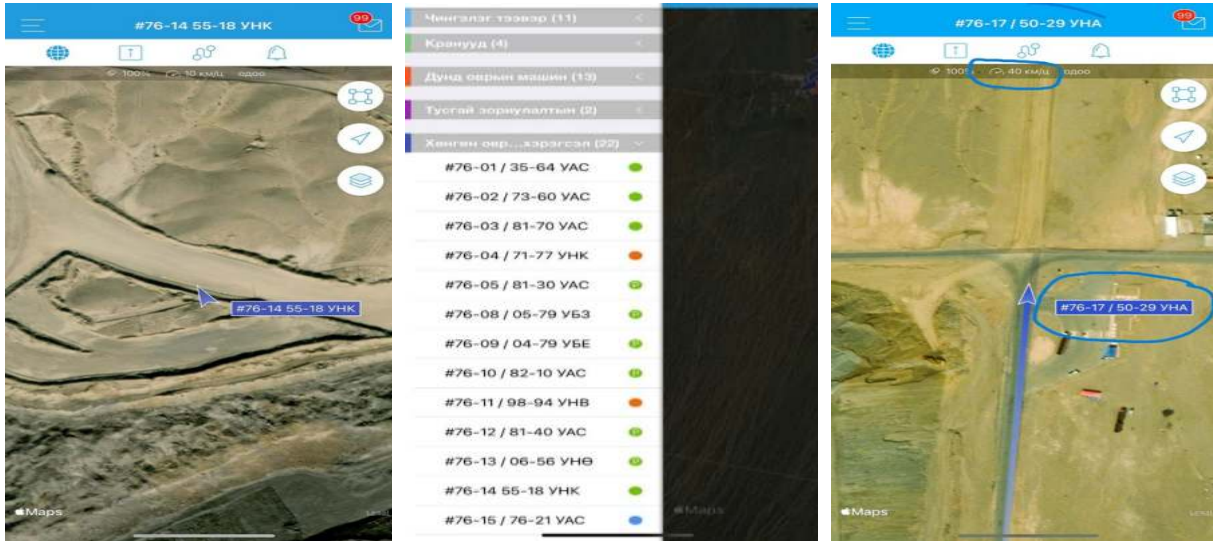 #76-14 55-18 УНК
99
100% 10 км/ц одоо
#76-14 55-18 УНК
Maps
Чингэлэг тээвэр (11)
Кранууд (4)
Дунд оврын машин (13)
Тусгай зориулалтын (2)
Хөнгөн овр...хэрэгсэл (22)
#76-01 / 35-64 УАС
#76-02 / 73-60 УАС
#76-03 / 81-70 УАС
#76-04 / 71-77 УНК
#76-05 / 81-30 УАС
#76-08 / 05-79 УБЗ
#76-09 / 04-79 УБЕ
#76-10 / 82-10 УАС
#76-11 / 98-94 УНВ
#76-12 / 81-40 УАС
#76-13 / 06-56 УНӨ
#76-14 55-18 УНК
#76-15 / 76-21 УАС
Maps
#76-17 / 50-29 УНА
99
100% 40 км/ц одоо
#76-17 / 50-29 УНА
Maps